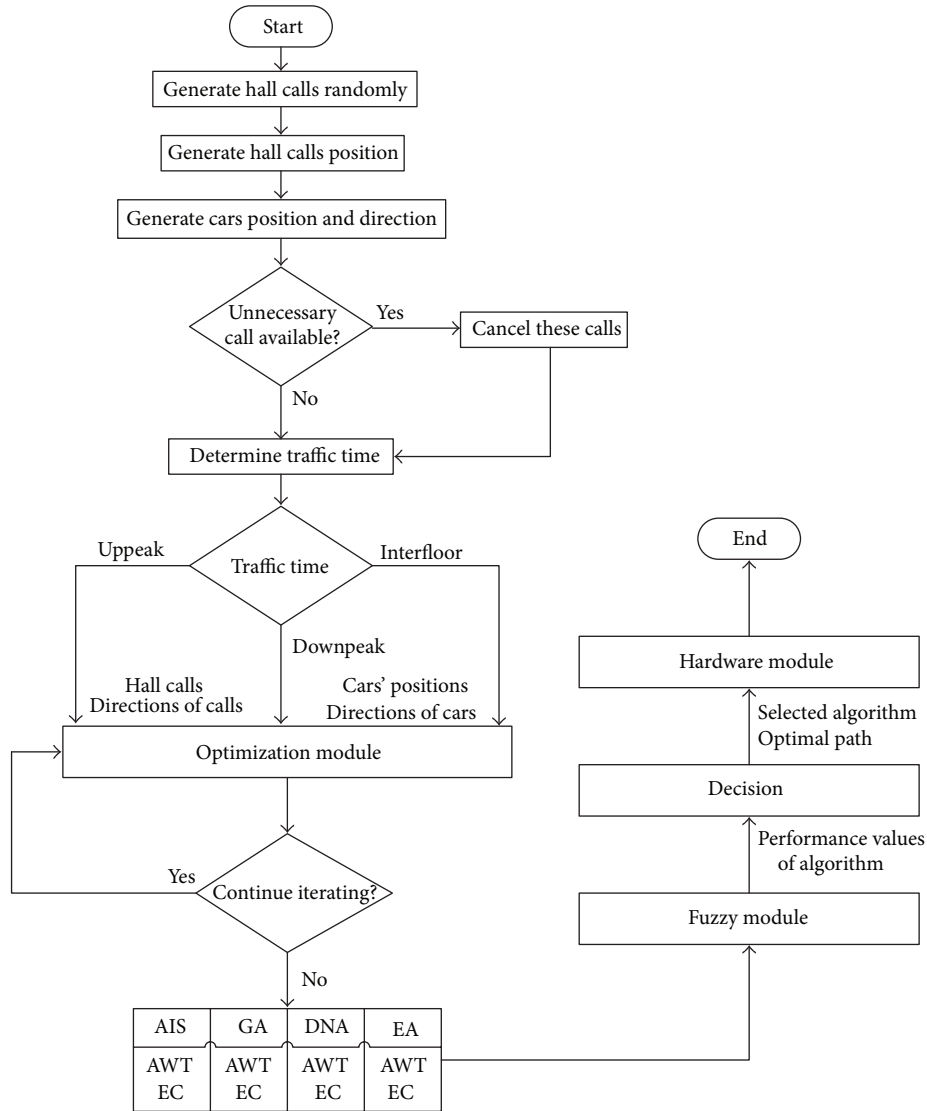 Start
Generate hall calls randomly
Generate hall calls position
Generate cars position and direction
Unnecessary
call available?
Yes
Cancel these calls
No
Determine traffic time
Uppeak
Traffic time
Interfloor
Downpeak
Hall calls
Directions of calls
Cars' positions
Directions of cars
Optimization module
Yes
Continue iterating?
No
AIS
GA
DNA
EA
AWT
EC
AWT
EC
AWT
EC
AWT
EC
End
Hardware module
Selected algorithm
Optimal path
Decision
Performance values
of algorithm
Fuzzy module